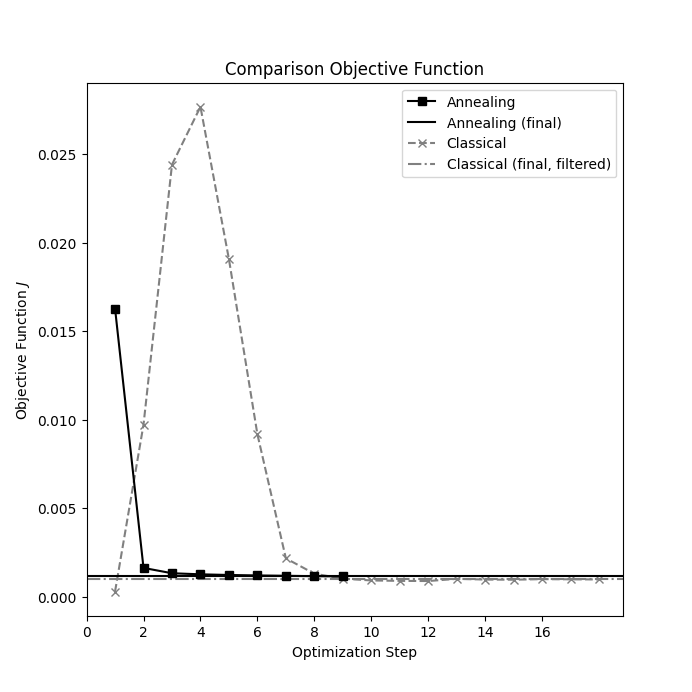 Comparison Objective Function
Annealing
Annealing (final)
Classical
Classical (final, filtered)
Objective Function J
0.025
0.020
0.015
0.010
0.005
0.000
0 2 4 6 8 10 12 14 16
Optimization Step